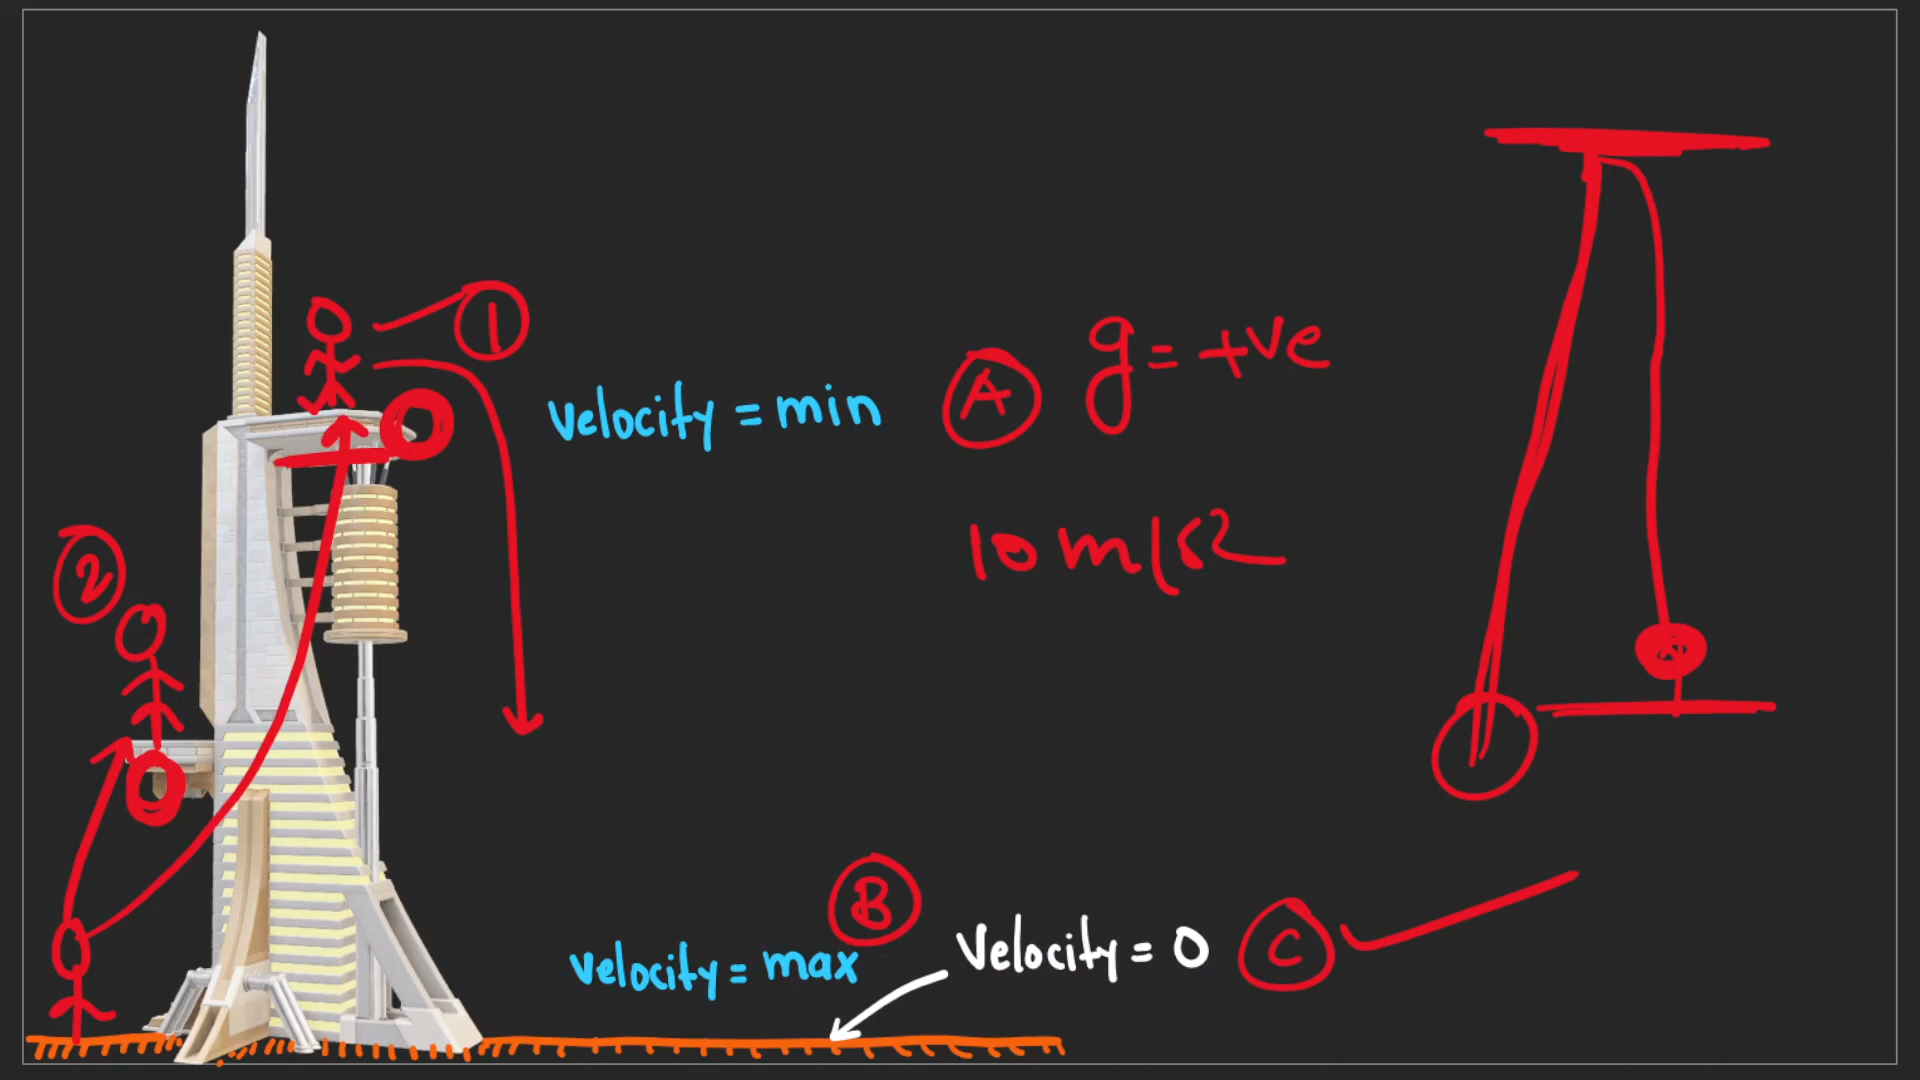 1
velocity = min
A
g = +ve
10 m/s2
2
B
velocity = max
Velocity = 0
C